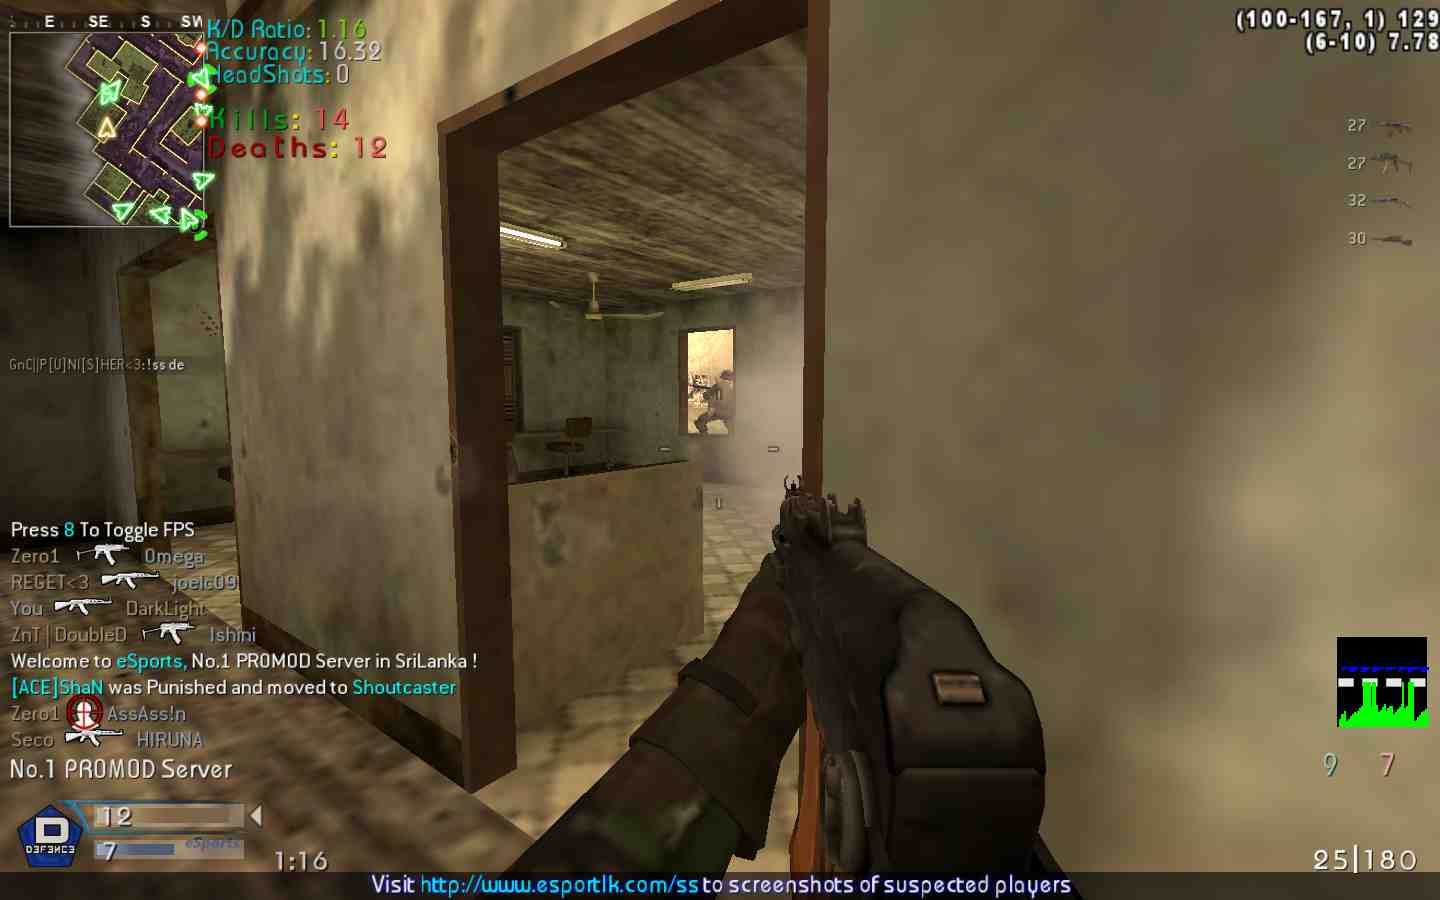 E SE S SW
K/D Ratio: 1.16
Accuracy: 16.32
HeadShots: 0
Kills: 14
Deaths: 12
(100-167, 1) 129
(6-10) 7.78
27
27
32
30
GnC||P[U]NI[S]HER<3:!ss de
Press 8 To Toggle FPS
Zero1 Omega
REGET<3 joelc09
You DarkLight
ZnT|DoubleD Ishini
Welcome to eSports, No.1 PROMOD Server in SriLanka !
[ACE]ShaN was Punished and moved to Shoutcaster
Zero1 AssAss!n
Seco HIRUNA
No.1 PROMOD Server
D
D3F3NC3
12
7
eSports
1:16
9 7
25|180
Visit http://www.esportlk.com/ss to screenshots of suspected players